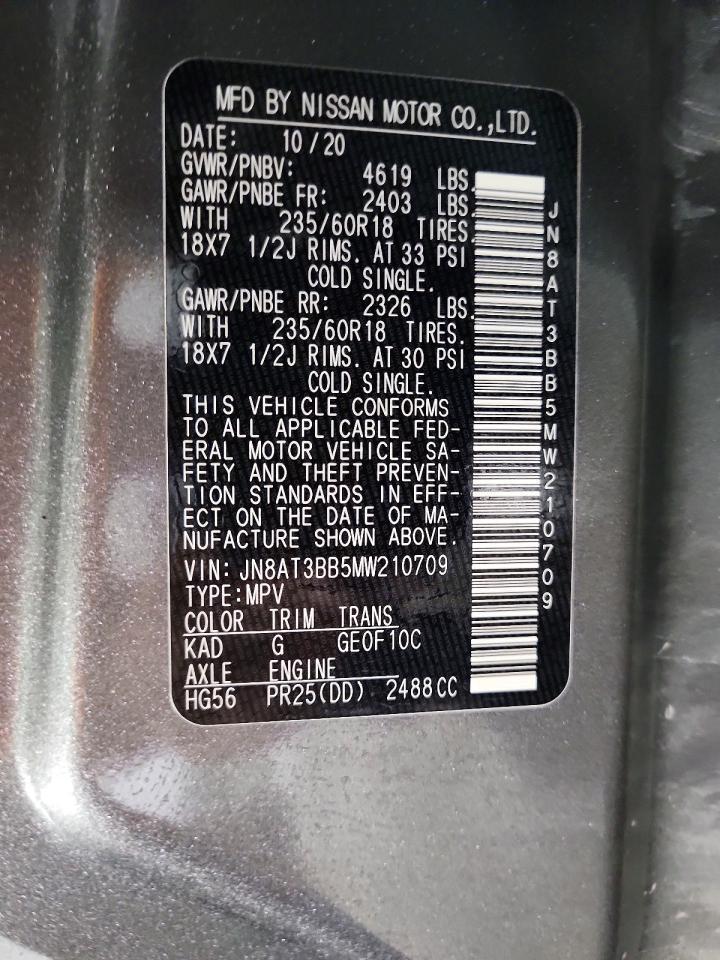 MFD BY NISSAN MOTOR CO.,LTD.
DATE: 10/20
GVWR/PNBV: 4619 LBS.
GAWR/PNBE FR: 2403 LBS.
WITH 235/60R18 TIRES.
18X7 1/2J RIMS. AT 33 PSI
COLD SINGLE.
GAWR/PNBE RR: 2326 LBS.
WITH 235/60R18 TIRES.
18X7 1/2J RIMS. AT 30 PSI
COLD SINGLE.
THIS VEHICLE CONFORMS
TO ALL APPLICABLE FED-
ERAL MOTOR VEHICLE SA-
FETY AND THEFT PREVEN-
TION STANDARDS IN EFF-
ECT ON THE DATE OF MA-
NUFACTURE SHOWN ABOVE.
VIN: JN8AT3BB5MW210709
TYPE:MPV
COLOR TRIM TRANS
KAD G GE0F10C
AXLE ENGINE
HG56 PR25(DD) 2488CC
JN8AT3BB5MW210709